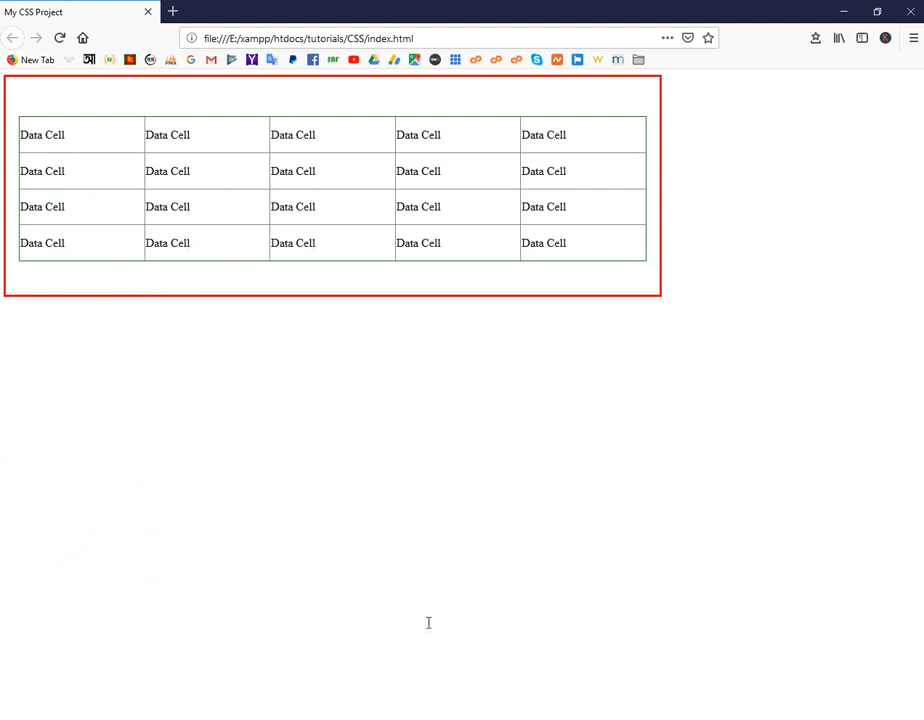 My CSS Project
file:///E:/xampp/htdocs/tutorials/CSS/index.html
New Tab
Data Cell Data Cell Data Cell Data Cell Data Cell
Data Cell Data Cell Data Cell Data Cell Data Cell
Data Cell Data Cell Data Cell Data Cell Data Cell
Data Cell Data Cell Data Cell Data Cell Data Cell